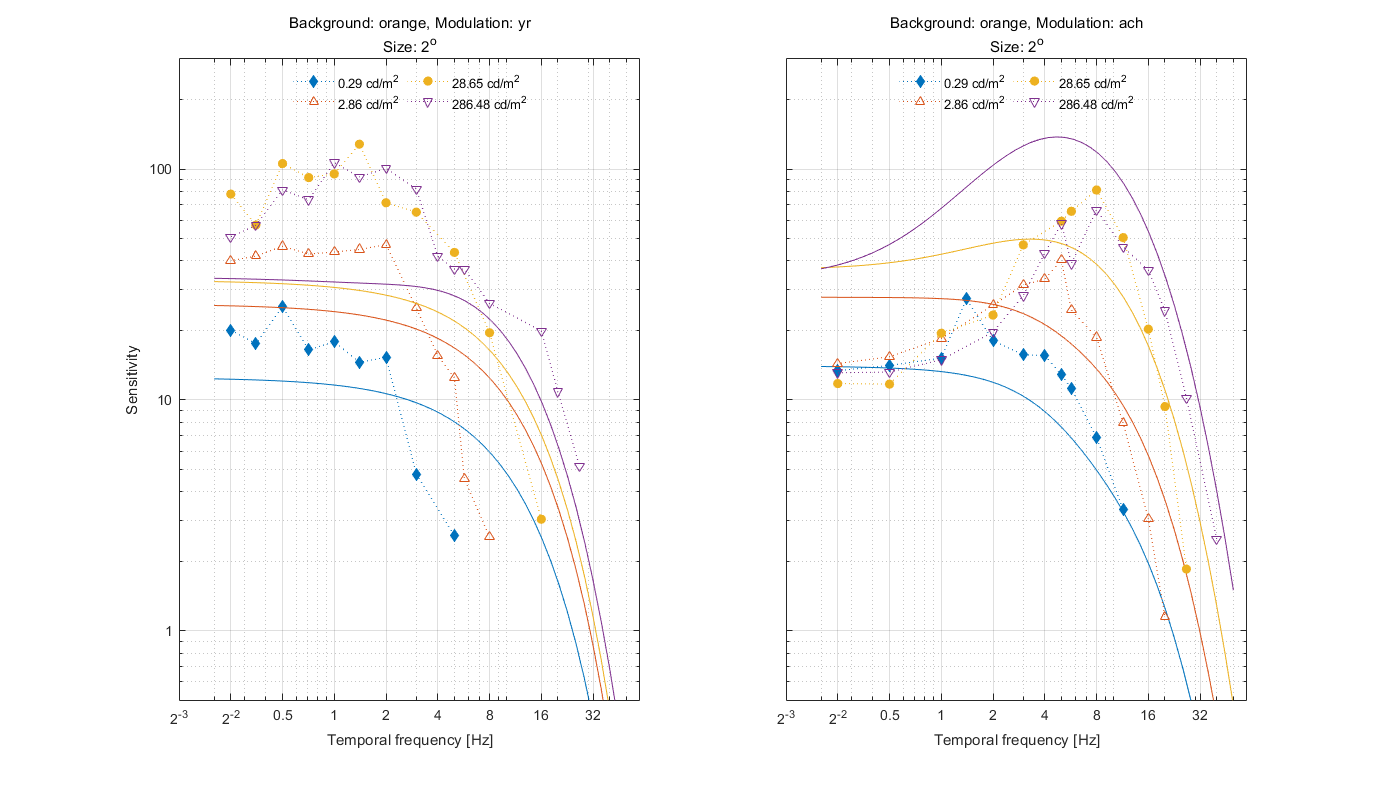 Background: orange, Modulation: yr
Size: 2°
0.29 cd/m² 28.65 cd/m²
2.86 cd/m² 286.48 cd/m²
100
10
1
Sensitivity
2⁻³ 2⁻² 0.5 1 2 4 8 16 32
Temporal frequency [Hz]
Background: orange, Modulation: ach
Size: 2°
0.29 cd/m² 28.65 cd/m²
2.86 cd/m² 286.48 cd/m²
2⁻³ 2⁻² 0.5 1 2 4 8 16 32
Temporal frequency [Hz]